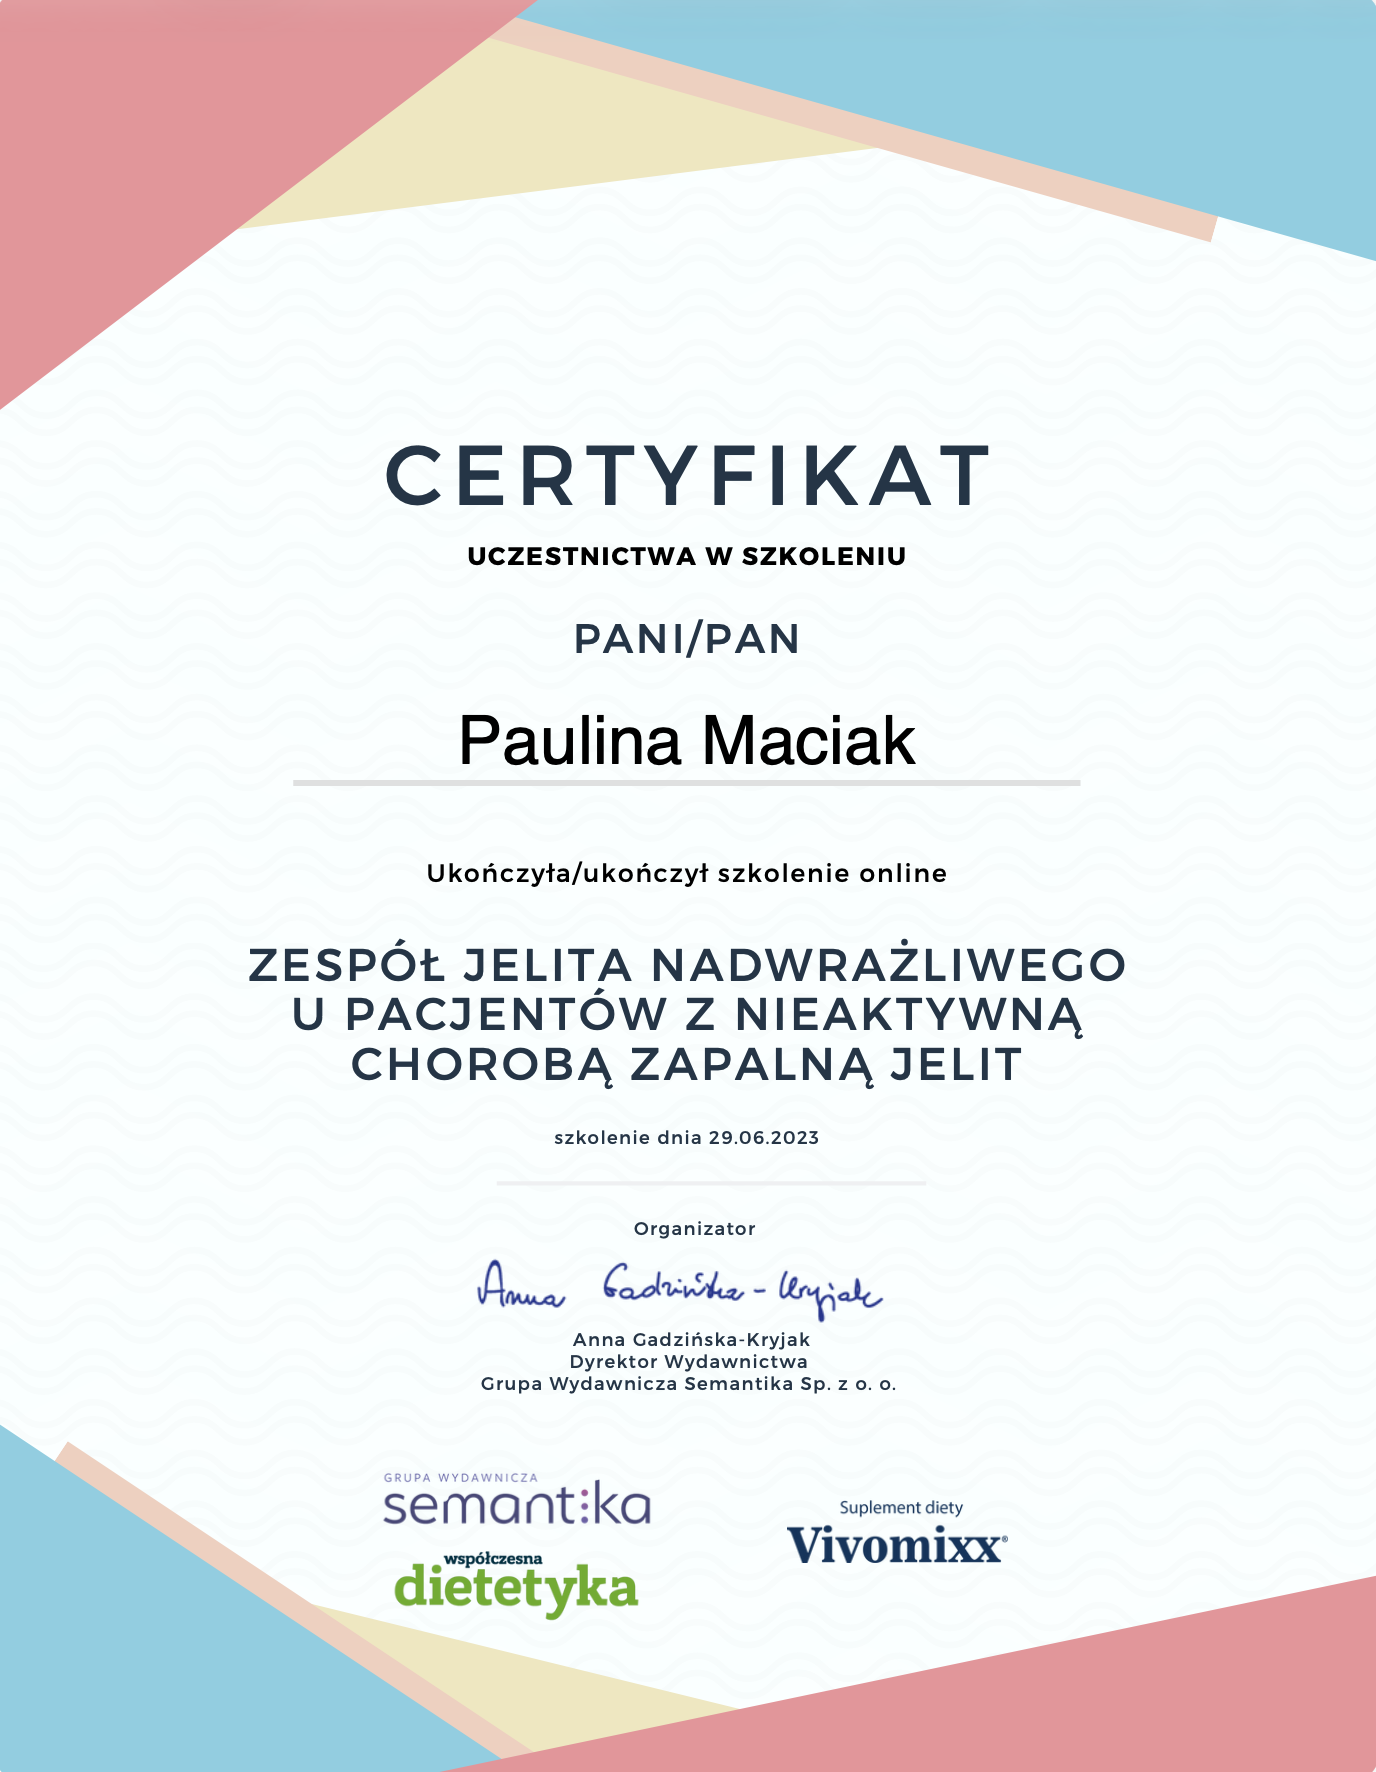 CERTYFIKAT
UCZESTNICTWA W SZKOLENIU
PANI/PAN
Paulina Maciak
Ukończyła/ukończył szkolenie online
ZESPÓŁ JELITA NADWRAŻLIWEGO
U PACJENTÓW Z NIEAKTYWNĄ
CHOROBĄ ZAPALNĄ JELIT
szkolenie dnia 29.06.2023
Organizator
Anna Gadzińska-Kryjak
Anna Gadzińska-Kryjak
Dyrektor Wydawnictwa
Grupa Wydawnicza Semantika Sp. z o. o.
GRUPA WYDAWNICZA
semantika
współczesna
dietetyka
Suplement diety
Vivomixx®